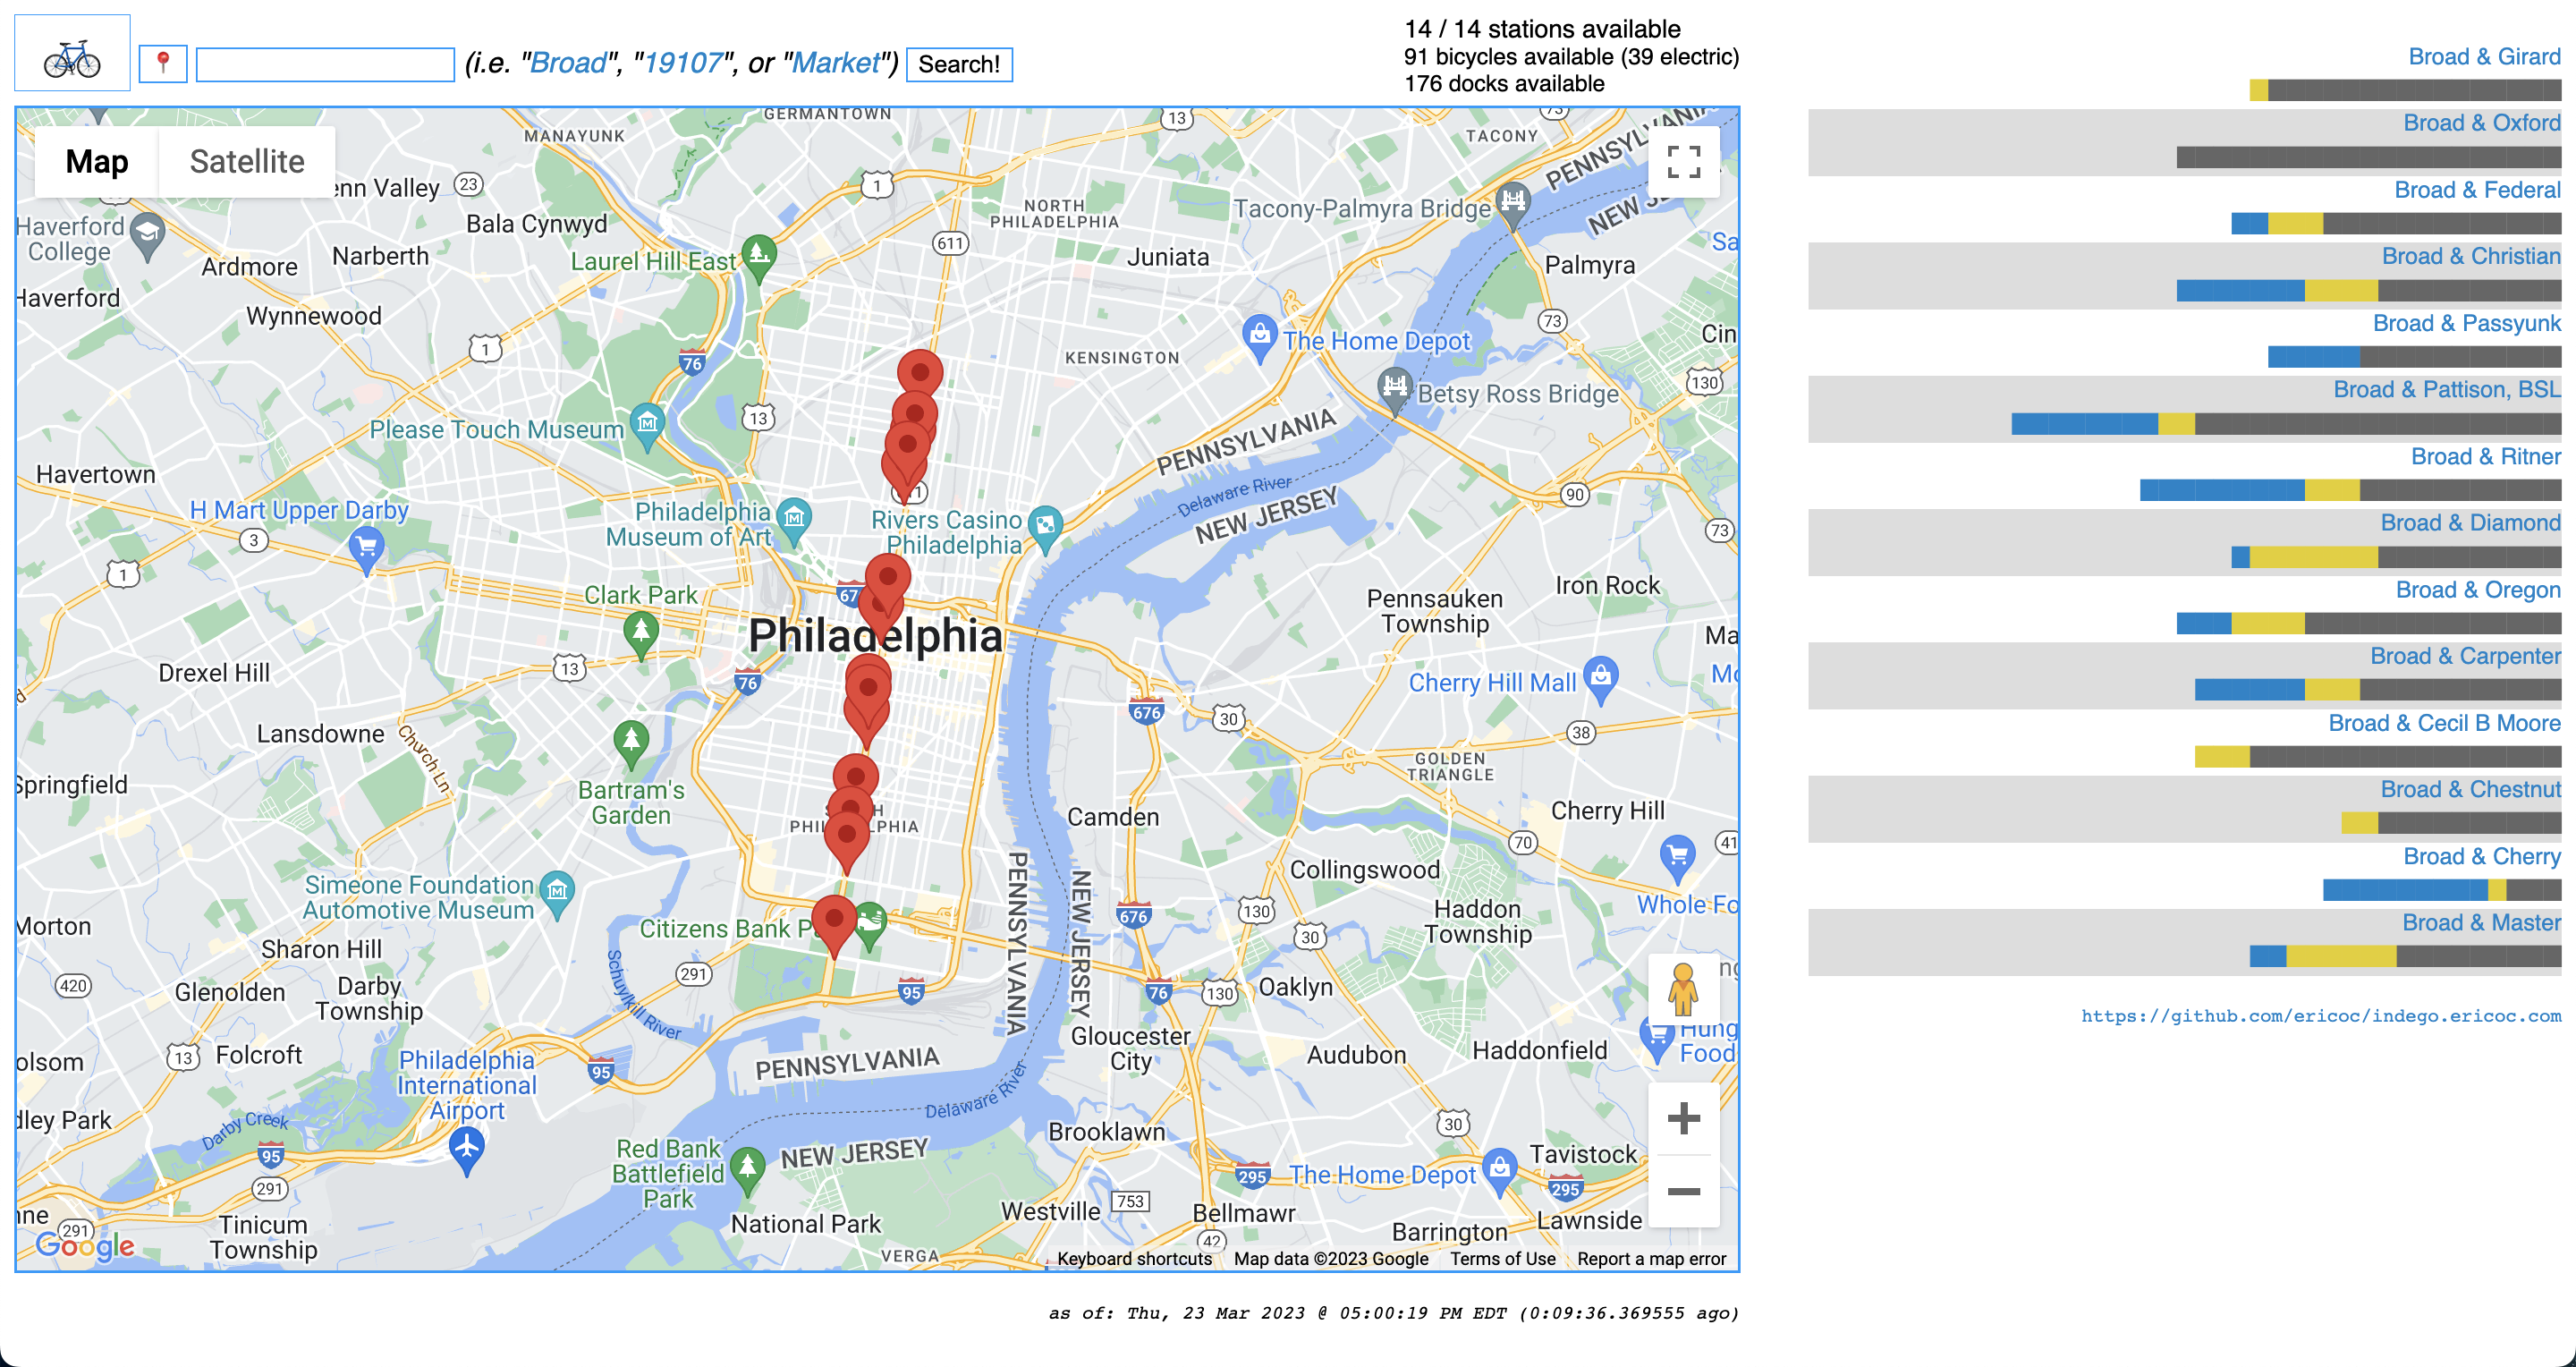 (i.e. "Broad", "19107", or "Market") Search!
14 / 14 stations available
91 bicycles available (39 electric)
176 docks available
Map Satellite
GERMANTOWN
MANAYUNK
TACONY
PENNSYLVANIA
NEW
13
73
23
1
Bala Cynwyd
NORTH
PHILADELPHIA
Tacony-Palmyra Bridge
Haverford
College
Narberth
Ardmore
Laurel Hill East
611
Juniata
Palmyra
Haverford
Wynnewood
1
76
The Home Depot
KENSINGTON
73
Cin
130
13
Betsy Ross Bridge
Please Touch Museum
PENNSYLVANIA
Havertown
H Mart Upper Darby
Philadelphia
Museum of Art
Rivers Casino
Philadelphia
Delaware River
NEW JERSEY
90
73
3
1
Clark Park
Iron Rock
Pennsauken
Township
Philadelphia
Drexel Hill
13
76
676
30
Cherry Hill Mall
38
Lansdowne
Church Ln
Springfield
GOLDEN
TRIANGLE
Bartram's
Garden
Camden
Cherry Hill
70
41
Collingswood
Simeone Foundation
Automotive Museum
PENNSYLVANIA
NEW JERSEY
676
130
30
Haddon
Township
Whole Fo
Morton
Sharon Hill
Citizens Bank P
420
Glenolden
Darby
Township
Schuylkill River
291
95
76
130
Oaklyn
Gloucester
City
Audubon
Haddonfield
Hung
Food
13
Folcroft
Philadelphia
International
Airport
95
PENNSYLVANIA
Delaware River
Darby Creek
95
291
Red Bank
Battlefield
Park
NEW JERSEY
Brooklawn
30
Tavistock
295
The Home Depot
295
National Park
Westville
753
Bellmawr
Lawnside
Barrington
42
291
Tinicum
Township
VERGA
Google
Keyboard shortcuts Map data ©2023 Google Terms of Use Report a map error
as of: Thu, 23 Mar 2023 @ 05:00:19 PM EDT (0:09:36.369555 ago)
Broad & Girard
Broad & Oxford
Broad & Federal
Broad & Christian
Broad & Passyunk
Broad & Pattison, BSL
Broad & Ritner
Broad & Diamond
Broad & Oregon
Broad & Carpenter
Broad & Cecil B Moore
Broad & Chestnut
Broad & Cherry
Broad & Master
https://github.com/ericoc/indego.ericoc.com